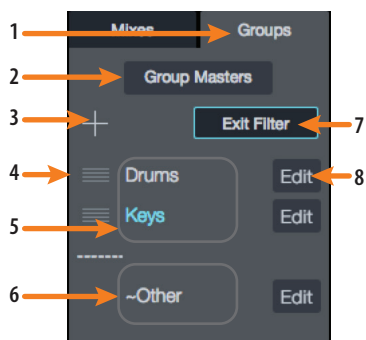 1 Mixes Groups
2 Group Masters
3 Exit Filter 7
4 Drums Edit 8
5 Keys Edit
6 ~Other Edit